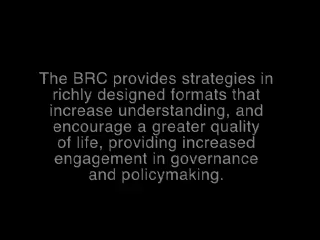 The BRC provides strategies in
richly designed formats that
increase understanding, and
encourage a greater quality
of life, providing increased
engagement in governance
and policymaking.